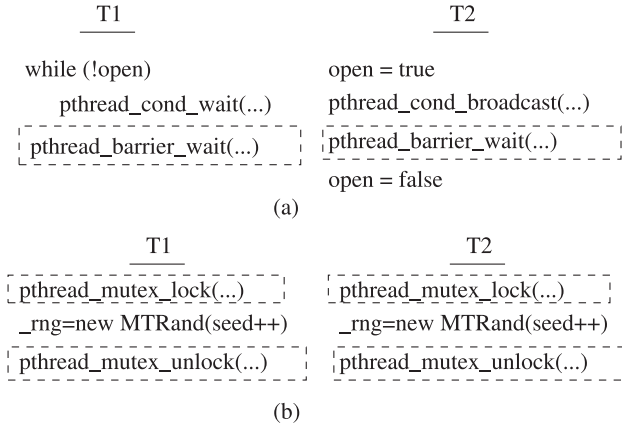 T1
while (!open)
pthread_cond_wait(...)
pthread_barrier_wait(...)
T2
open = true
pthread_cond_broadcast(...)
pthread_barrier_wait(...)
open = false
(a)
T1
pthread_mutex_lock(...)
_rng=new MTRand(seed++)
pthread_mutex_unlock(...)
T2
pthread_mutex_lock(...)
_rng=new MTRand(seed++)
pthread_mutex_unlock(...)
(b)